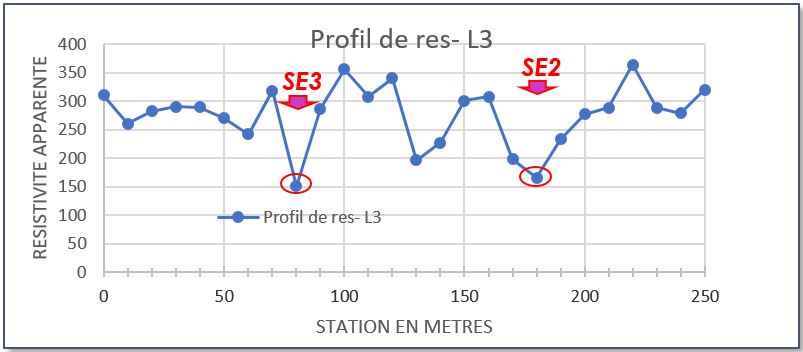 Profil de res- L3
SE3
SE2
RESISTIVITE APPARENTE
400
350
300
250
200
150
100
50
0
Profil de res- L3
0 50 100 150 200 250
STATION EN METRES